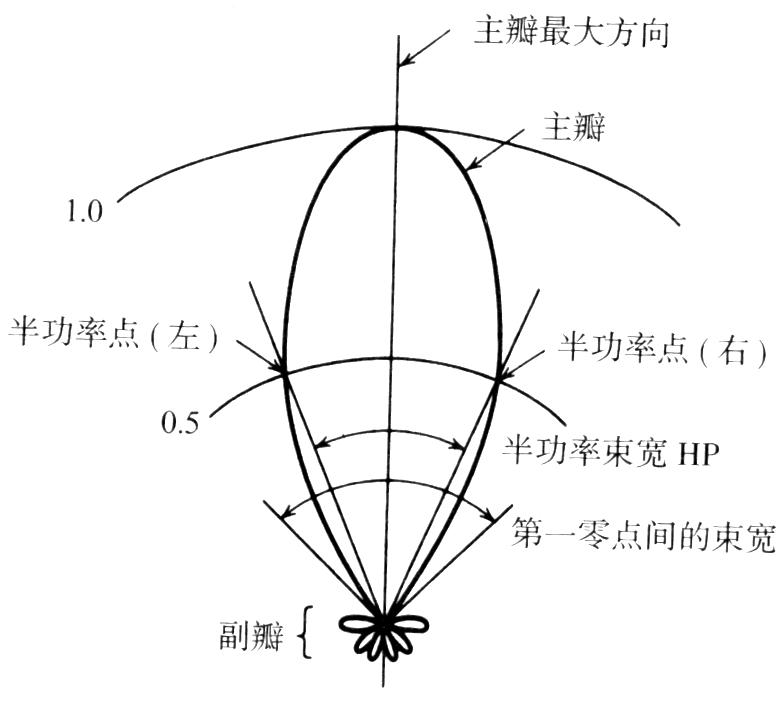 主瓣最大方向
主瓣
1.0
半功率点(左)
半功率点(右)
0.5
半功率束宽 HP
第一零点间的束宽
副瓣